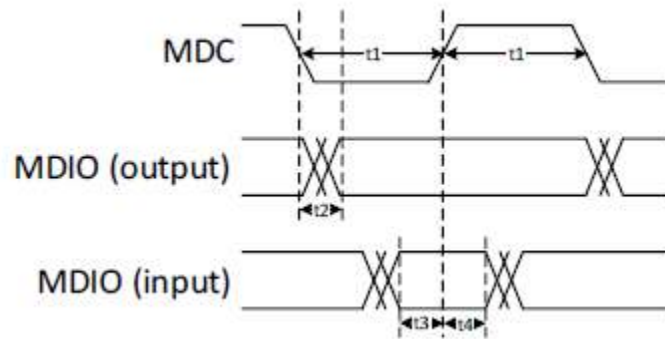 MDC
t1 t1
MDIO (output)
t2
MDIO (input)
t3 t4